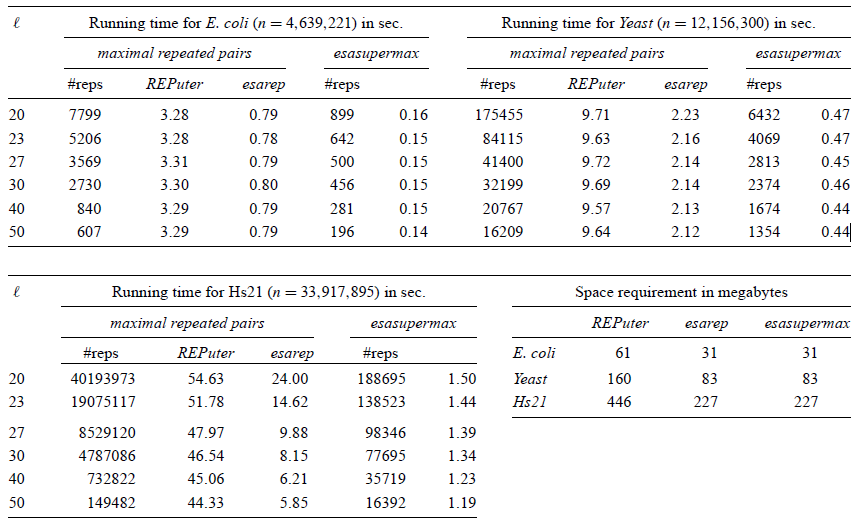 ℓ Running time for E. coli (n = 4,639,221) in sec. Running time for Yeast (n = 12,156,300) in sec.
maximal repeated pairs esasupermax maximal repeated pairs esasupermax
#reps REPuter esarep #reps #reps REPuter esarep #reps
20 7799 3.28 0.79 899 0.16 175455 9.71 2.23 6432 0.47
23 5206 3.28 0.78 642 0.15 84115 9.63 2.16 4069 0.47
27 3569 3.31 0.79 500 0.15 41400 9.72 2.14 2813 0.45
30 2730 3.30 0.80 456 0.15 32199 9.69 2.14 2374 0.46
40 840 3.29 0.79 281 0.15 20767 9.57 2.13 1674 0.44
50 607 3.29 0.79 196 0.14 16209 9.64 2.12 1354 0.44
ℓ Running time for Hs21 (n = 33,917,895) in sec.
maximal repeated pairs esasupermax
#reps REPuter esarep #reps
20 40193973 54.63 24.00 188695 1.50
23 19075117 51.78 14.62 138523 1.44
27 8529120 47.97 9.88 98346 1.39
30 4787086 46.54 8.15 77695 1.34
40 732822 45.06 6.21 35719 1.23
50 149482 44.33 5.85 16392 1.19
Space requirement in megabytes
REPuter esarep esasupermax
E. coli 61 31 31
Yeast 160 83 83
Hs21 446 227 227